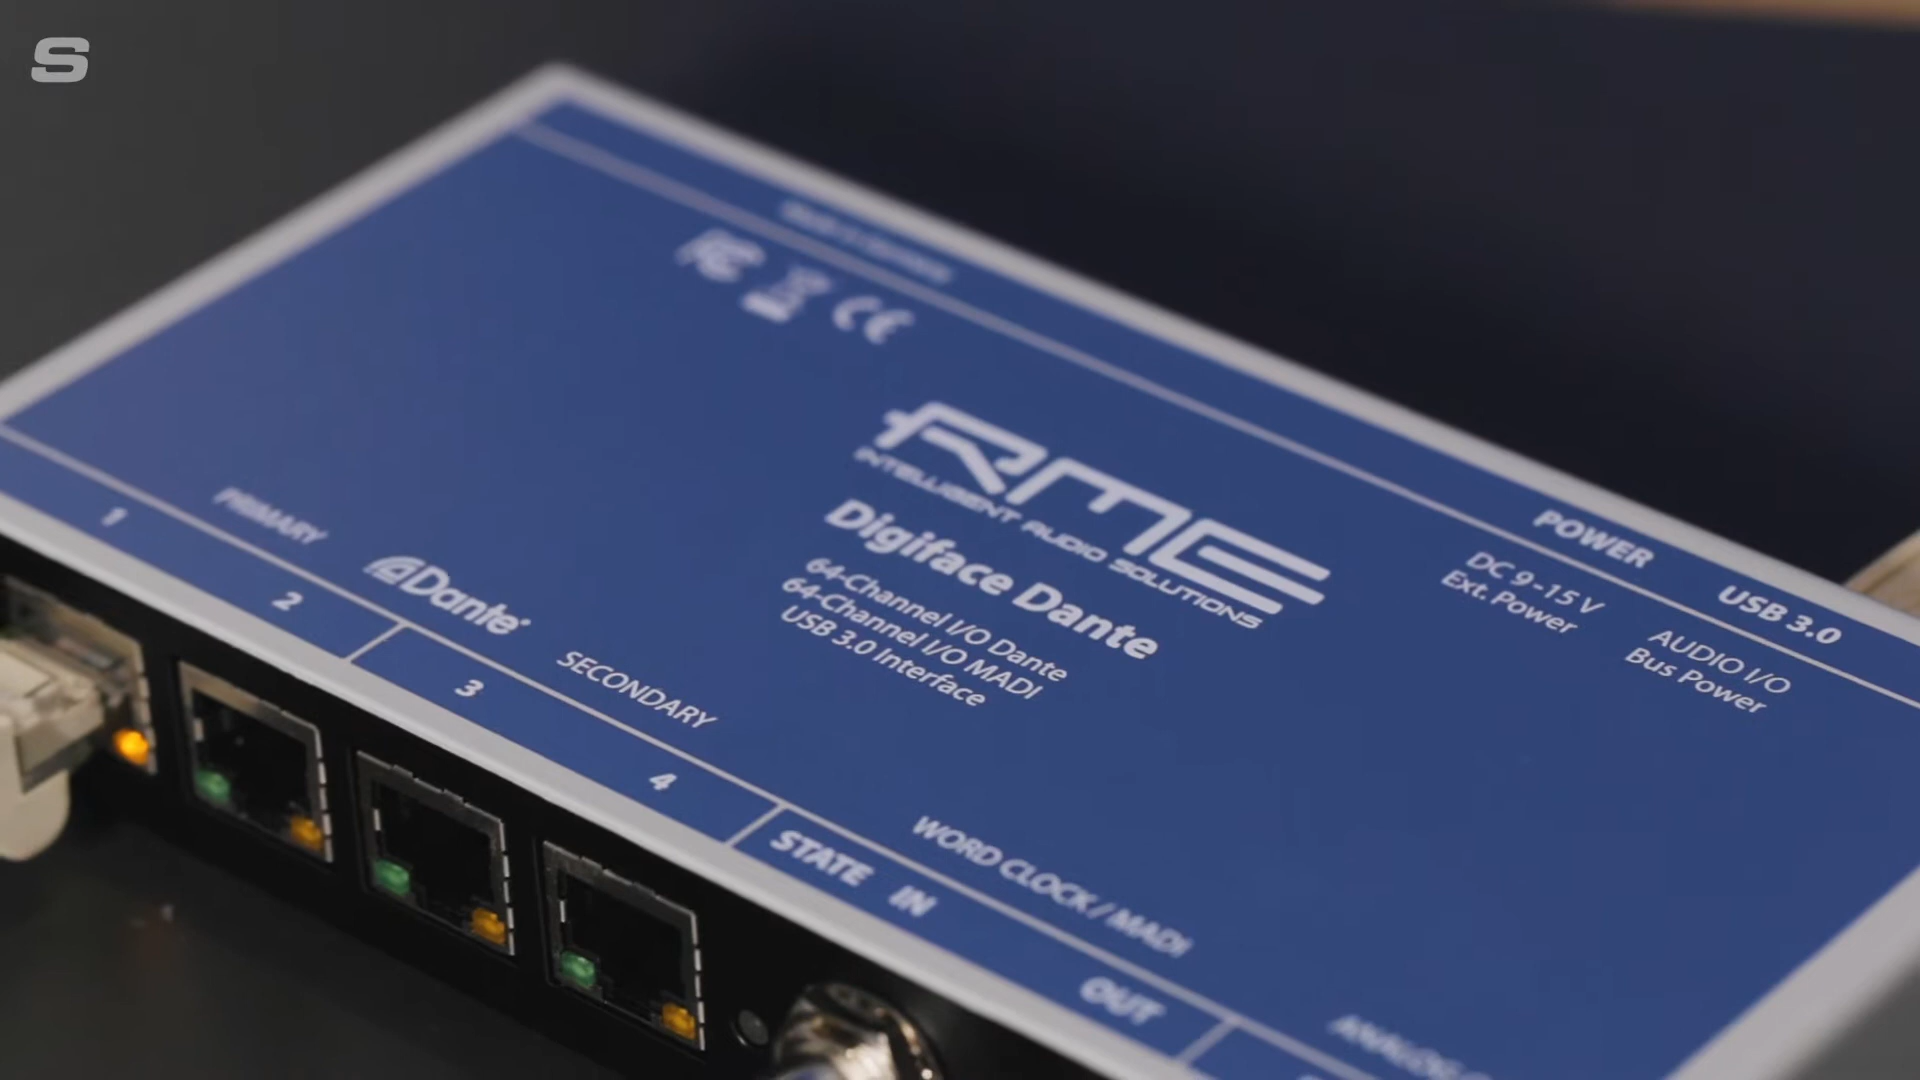 S
FC CE
RME
INTELLIGENT AUDIO SOLUTIONS
Digiface Dante
64-Channel I/O Dante
64-Channel I/O MADI
USB 3.0 Interface
POWER
USB 3.0
DC 9-15 V
Ext. Power
AUDIO I/O
Bus Power
PRIMARY
Dante®
SECONDARY
WORD CLOCK / MADI
1
2
3
4
STATE
IN
OUT